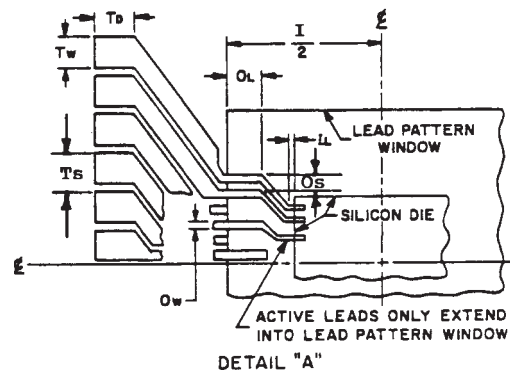 TD
I
2
℄
TW
OL
IL
LEAD PATTERN
WINDOW
TS
OS
SILICON DIE
℄
OW
ACTIVE LEADS ONLY EXTEND
INTO LEAD PATTERN WINDOW
DETAIL "A"